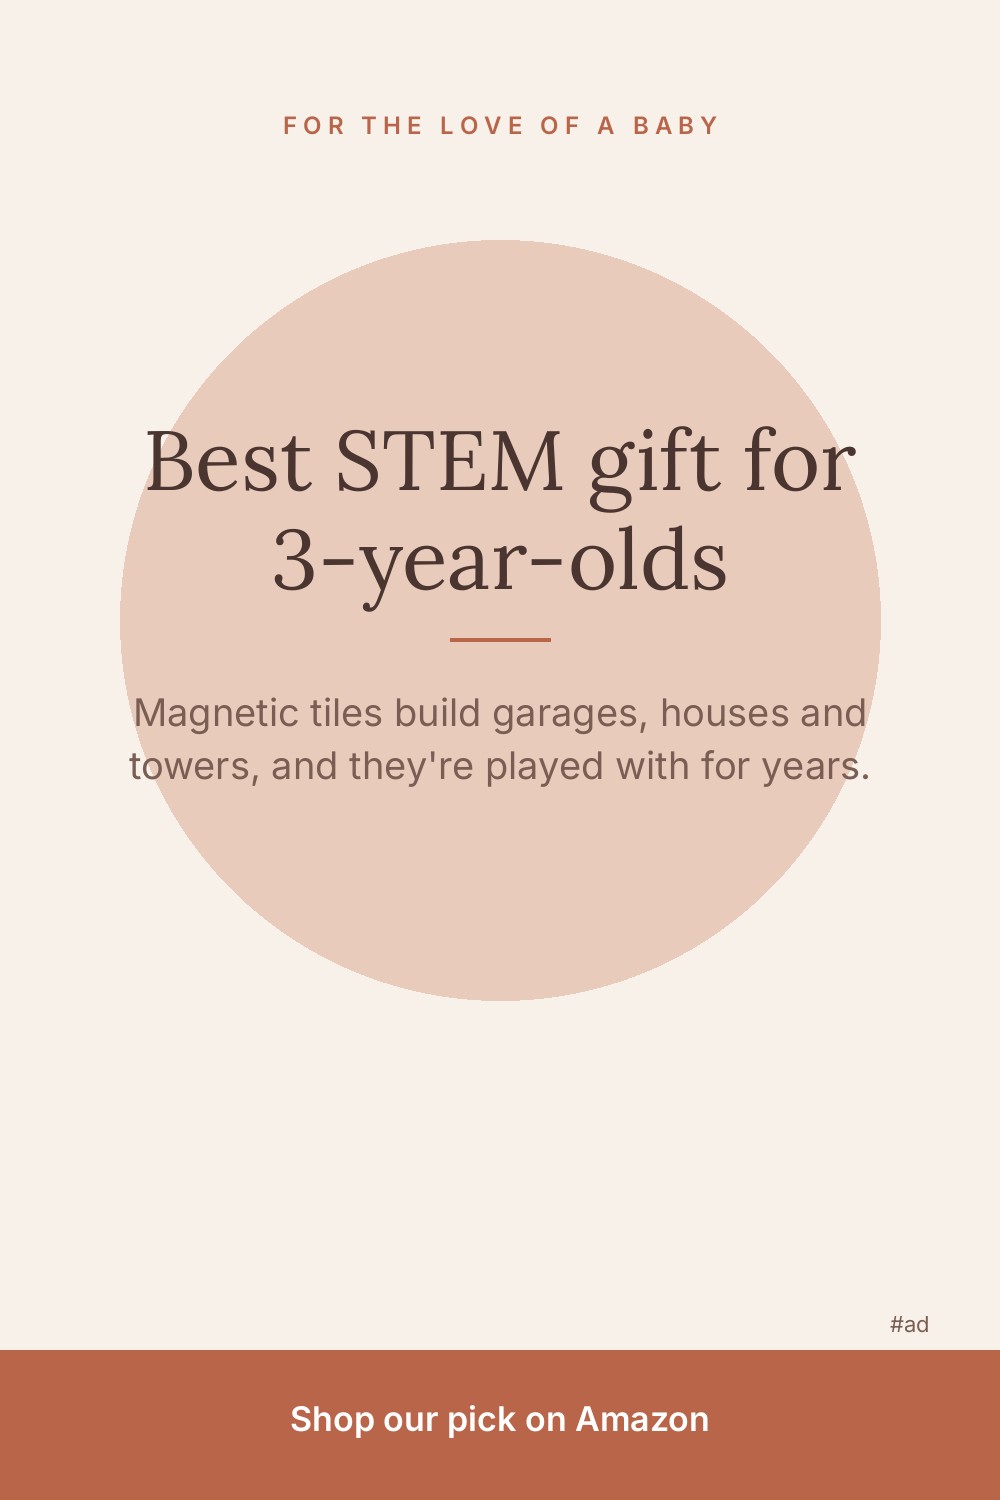 FOR THE LOVE OF A BABY
Best STEM gift for
3-year-olds
Magnetic tiles build garages, houses and
towers, and they're played with for years.
#ad
Shop our pick on Amazon